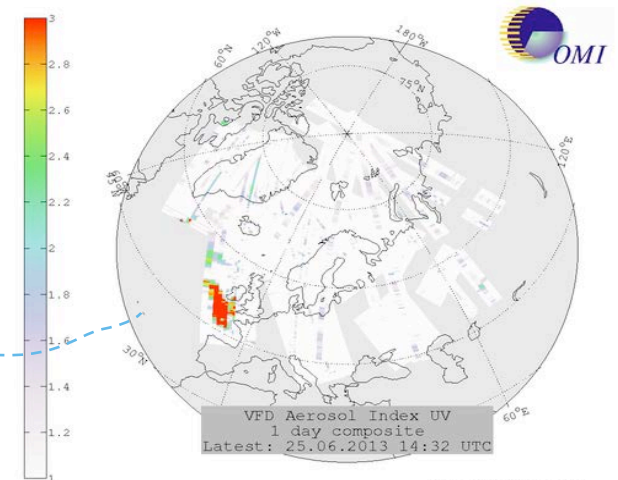 3
2.8
2.6
2.4
2.2
2
1.8
1.6
1.4
1.2
1
60°N
120°W
180°W
75°N
120°E
30°N
60°E
OMI
VFD Aerosol Index UV
1 day composite
Latest: 25.06.2013 14:32 UTC